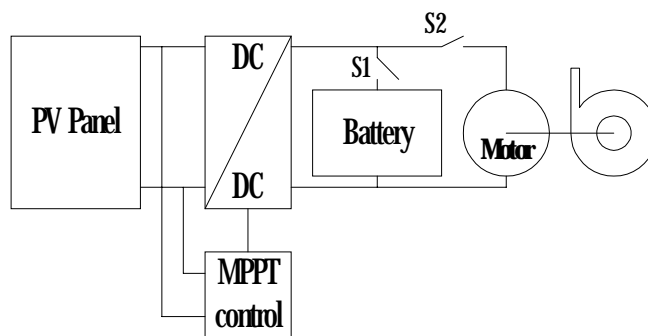 S2
DC
S1
PV Panel
Battery
Motor
DC
MPPT
control